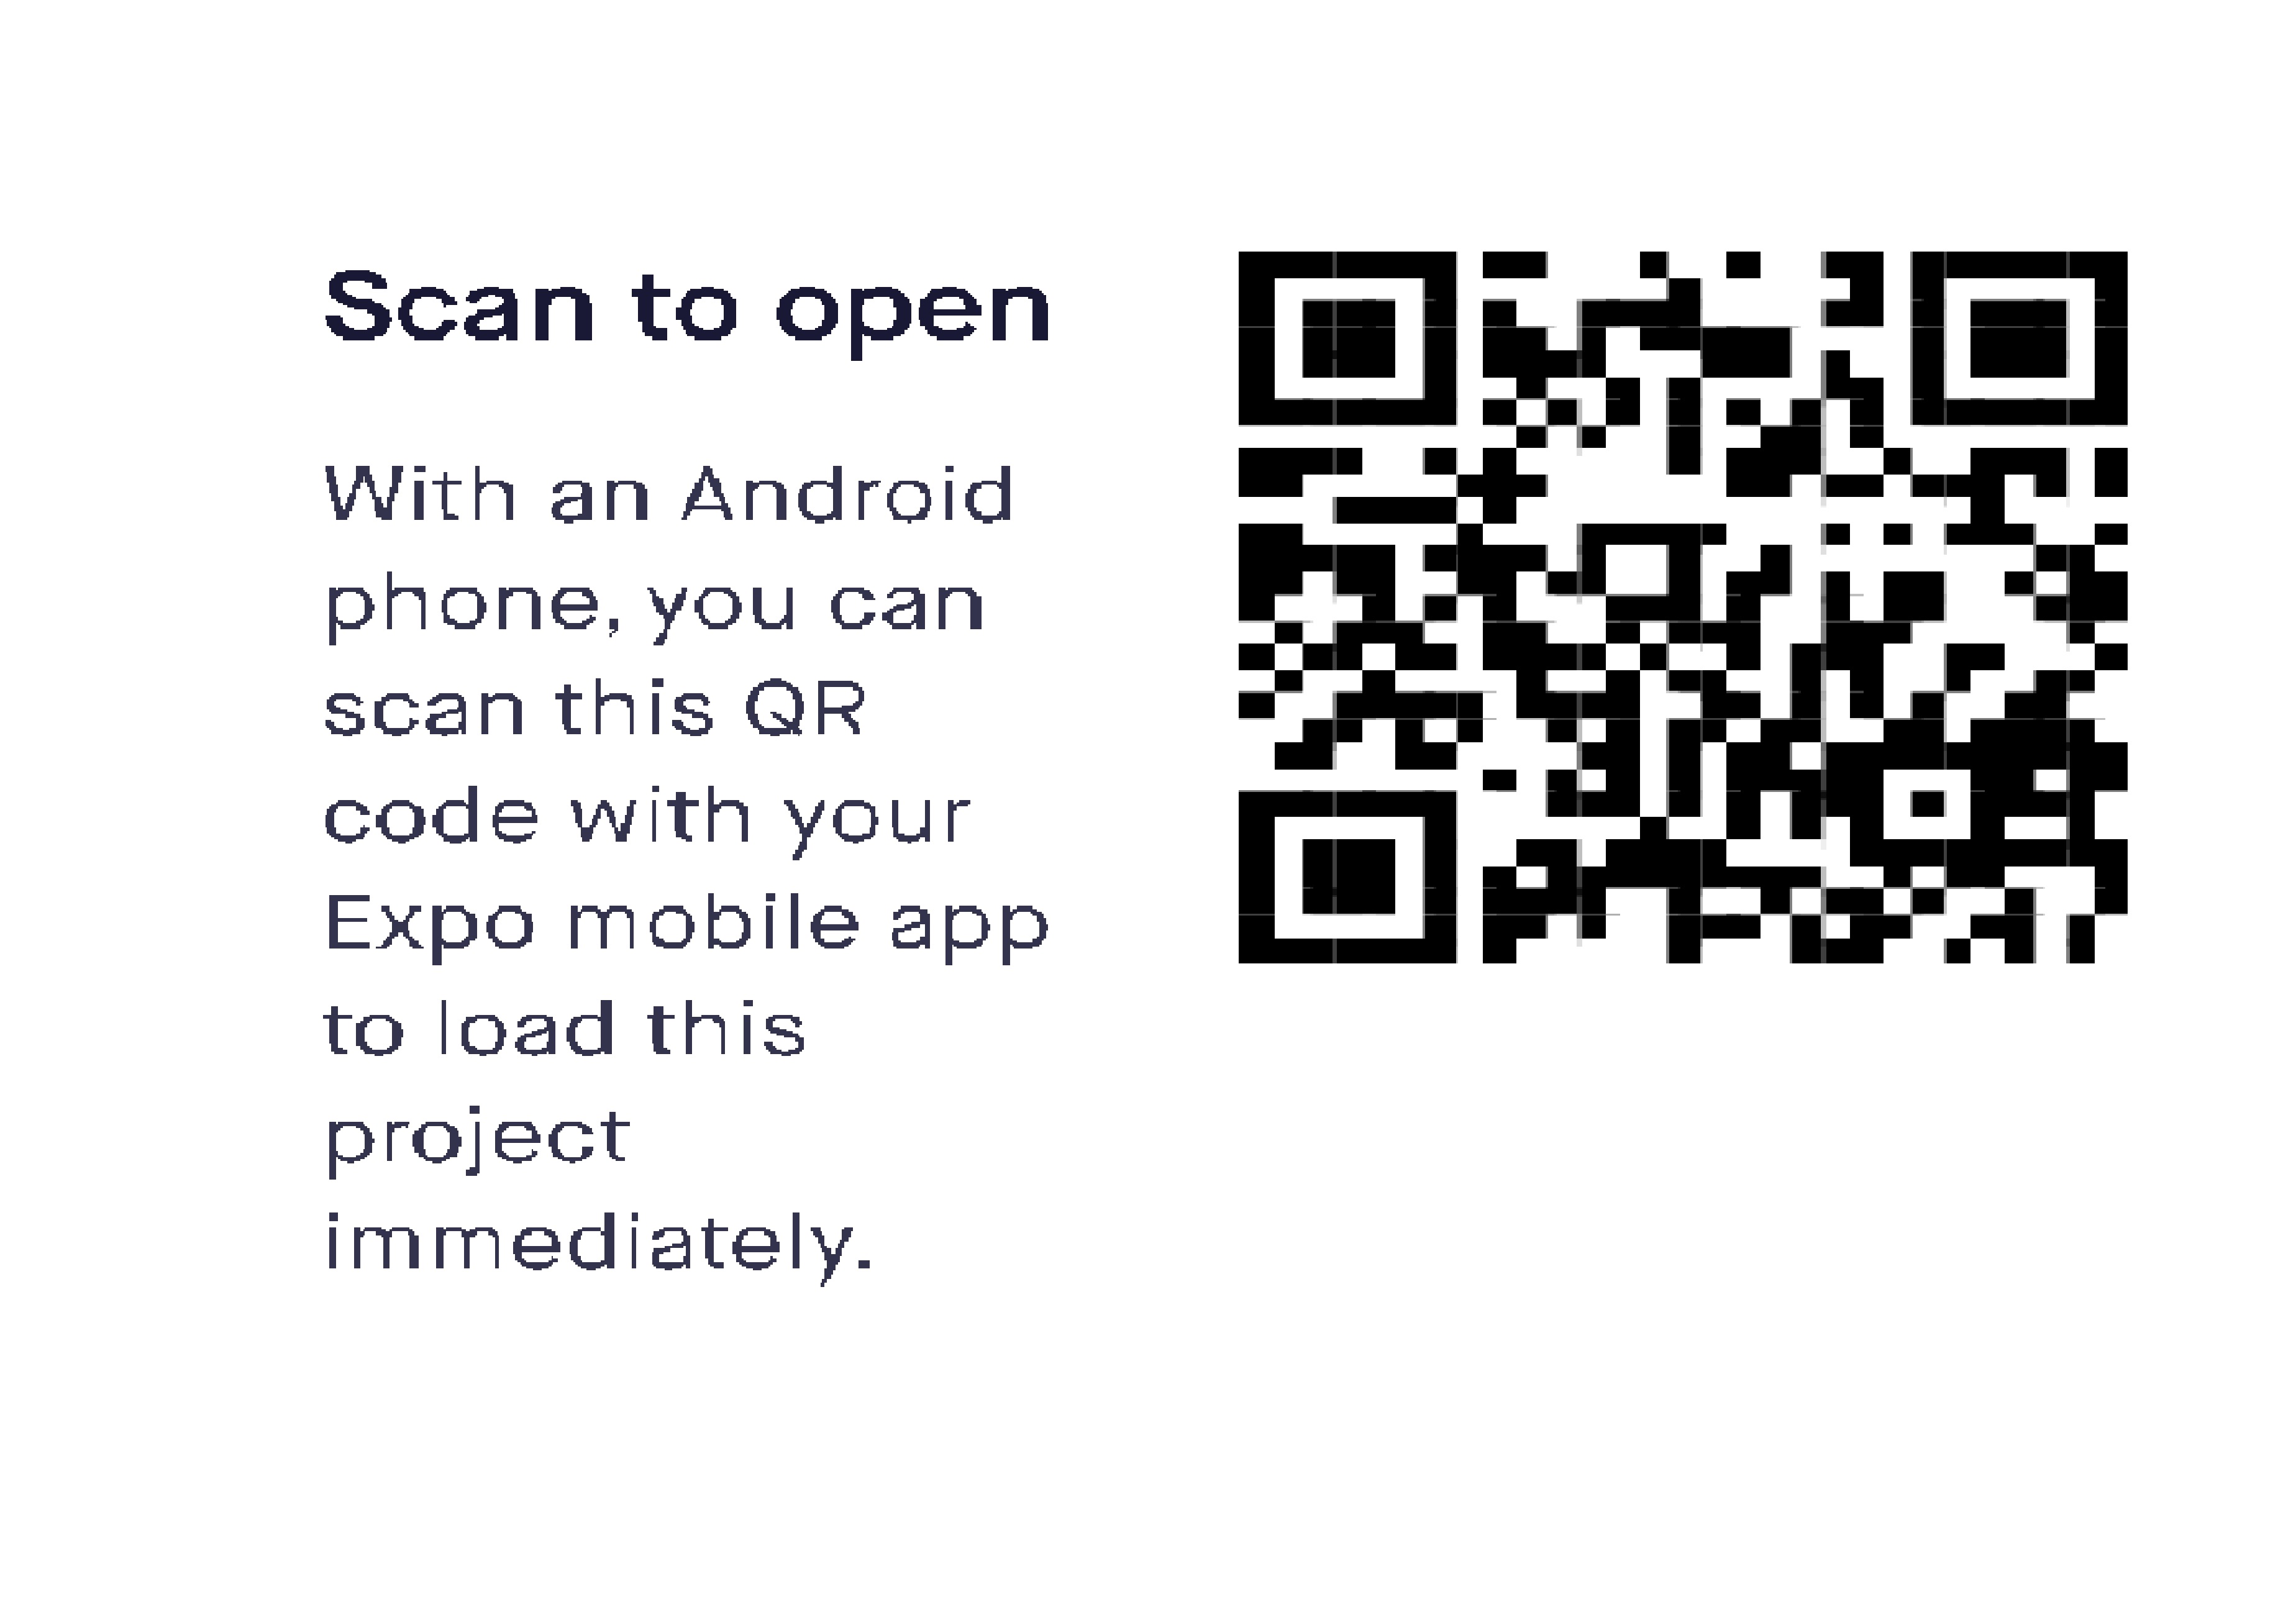 Scan to open
With an Android
phone, you can
scan this QR
code with your
Expo mobile app
to load this
project
immediately.